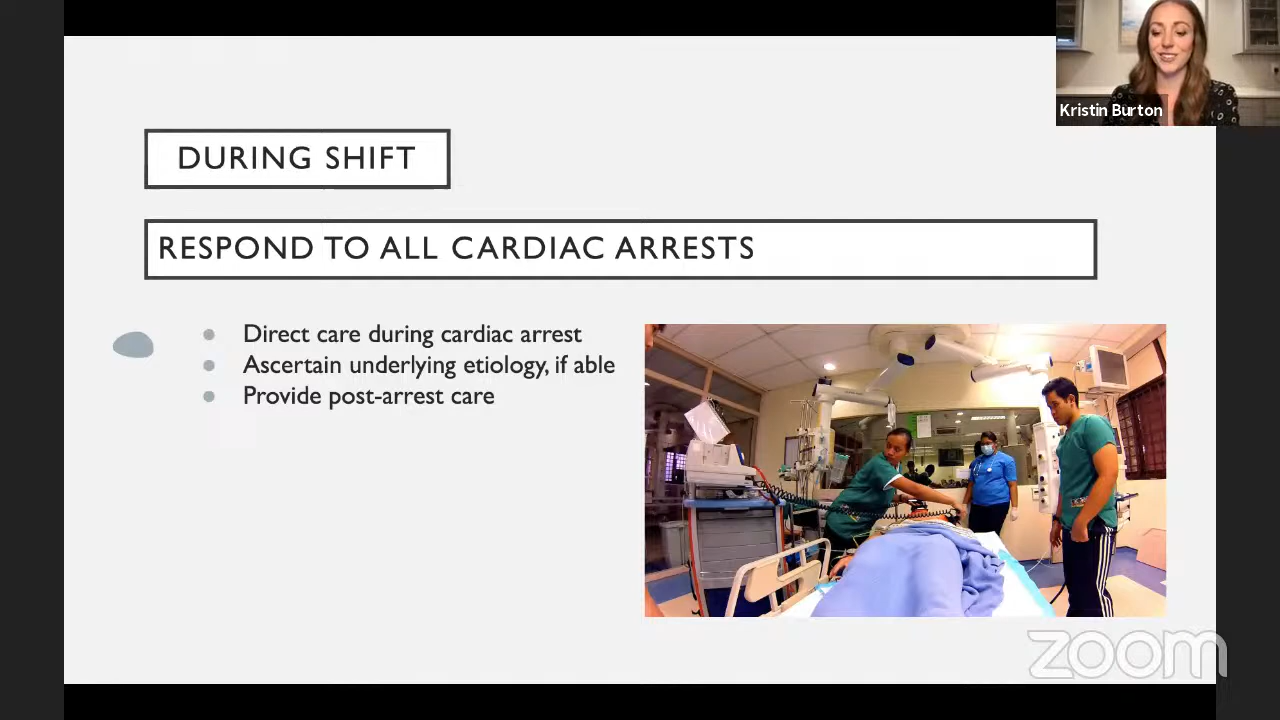 Kristin Burton
DURING SHIFT
RESPOND TO ALL CARDIAC ARRESTS
Direct care during cardiac arrest
Ascertain underlying etiology, if able
Provide post-arrest care
zoom